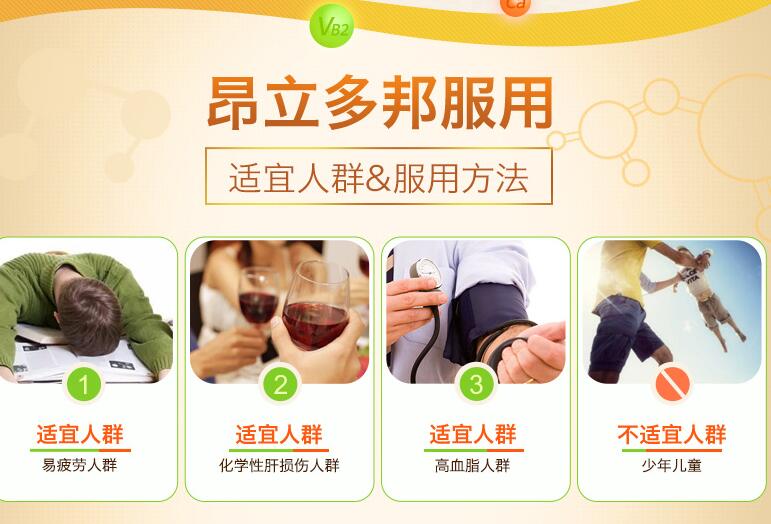 VB2
Ca
昂立多邦服用
适宜人群&服用方法
1
2
3
适宜人群
易疲劳人群
适宜人群
化学性肝损伤人群
适宜人群
高血脂人群
不适宜人群
少年儿童